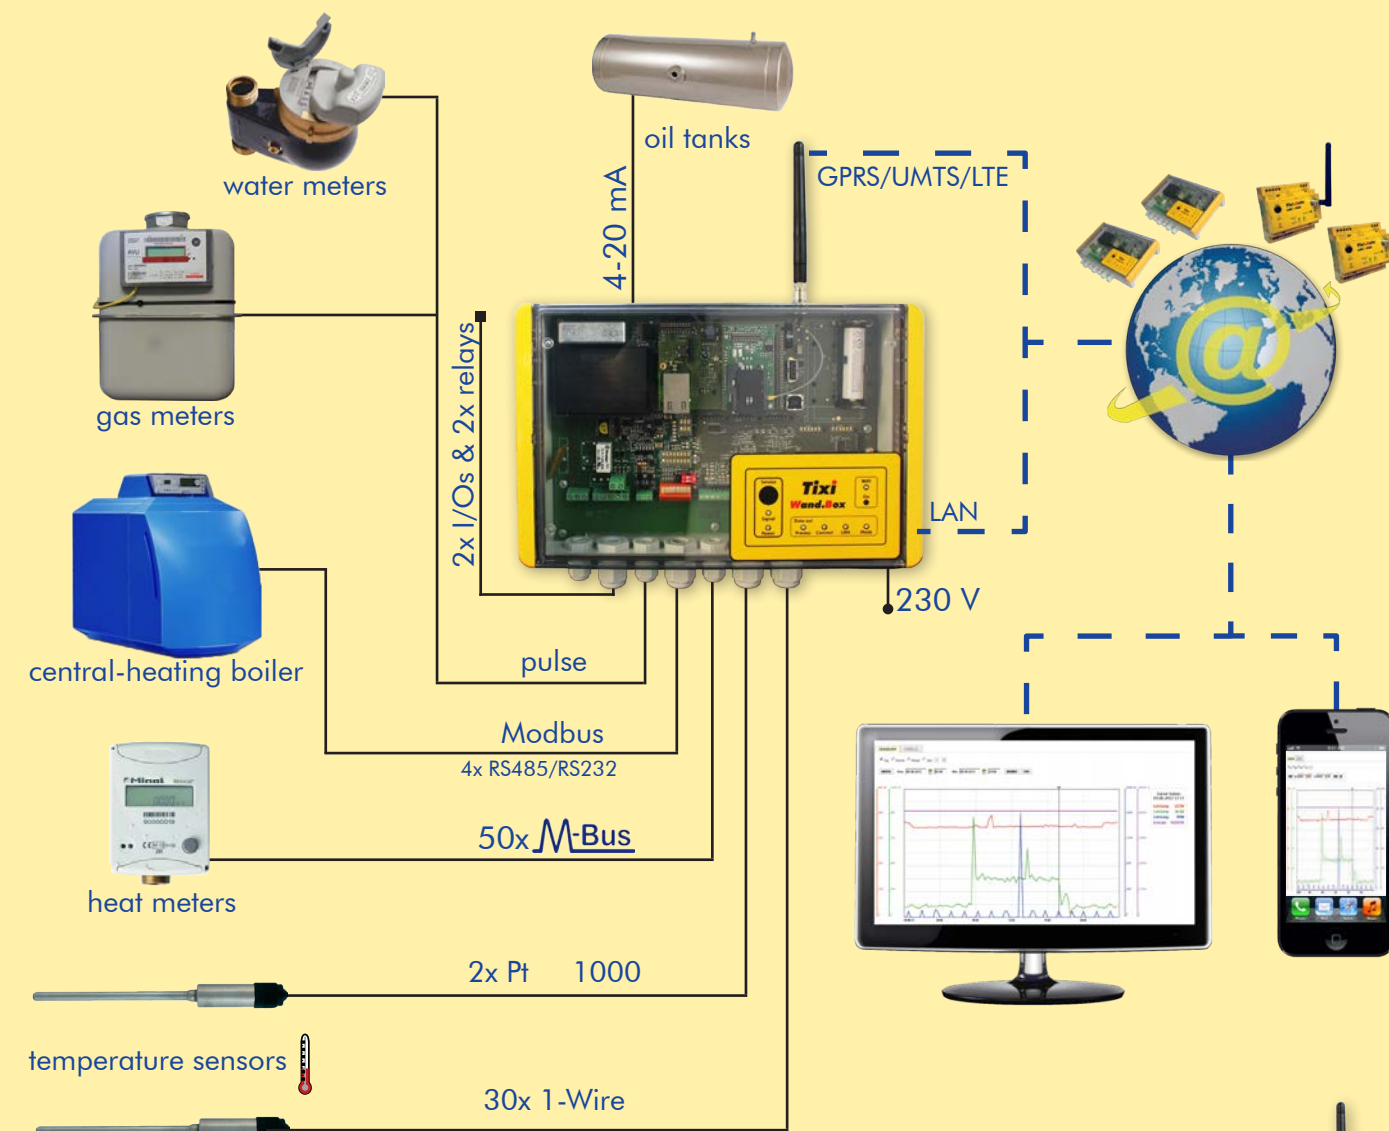 water meters
oil tanks
4-20 mA
GPRS/UMTS/LTE
gas meters
2x I/Os & 2x relays
Tixi
Wand.Box
LAN
230 V
central-heating boiler
pulse
Modbus
4x RS485/RS232
50x M-Bus
heat meters
2x Pt 1000
temperature sensors
30x 1-Wire
@